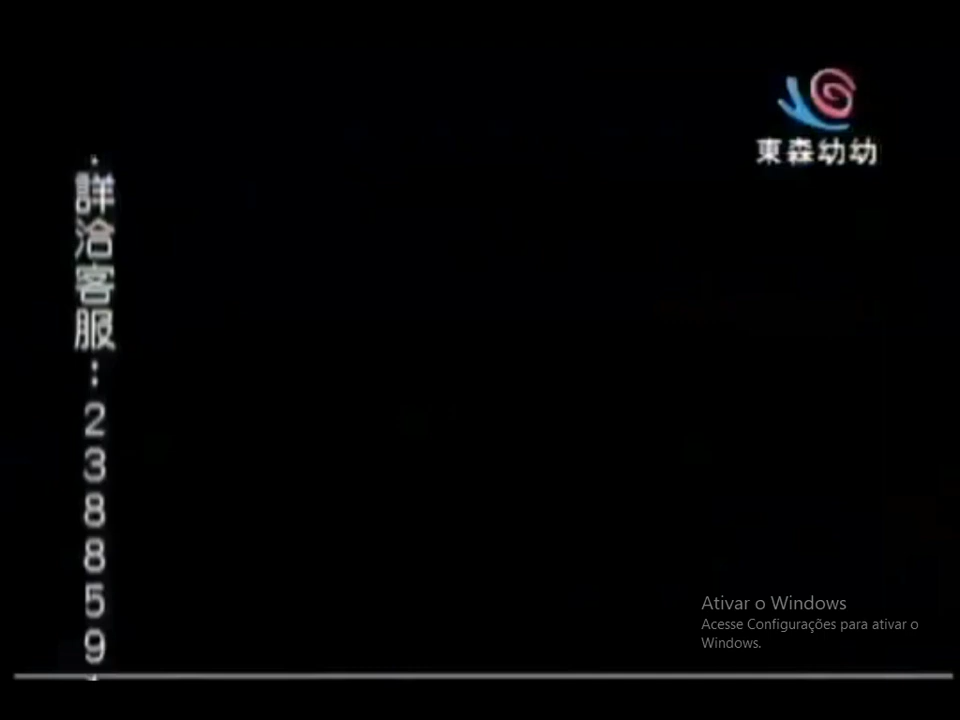 東森幼幼
詳洽客服：238859
Ativar o Windows
Acesse Configurações para ativar o
Windows.